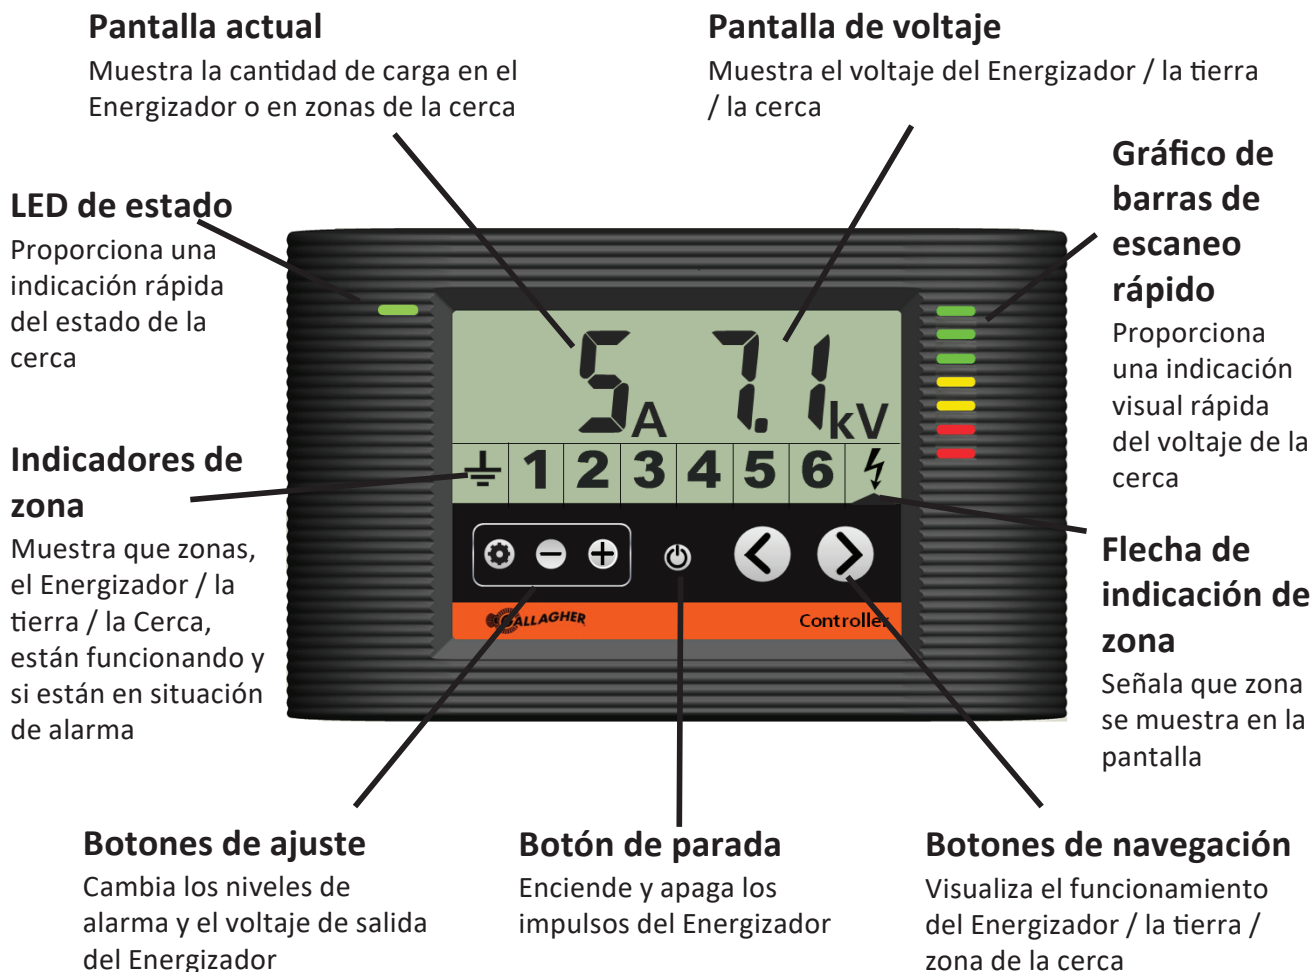 Pantalla actual
Muestra la cantidad de carga en el
Energizador o en zonas de la cerca
Pantalla de voltaje
Muestra el voltaje del Energizador / la tierra
/ la cerca
LED de estado
Proporciona una
indicación rápida
del estado de la
cerca
Gráfico de
barras de
escaneo
rápido
Proporciona
una indicación
visual rápida
del voltaje de la
cerca
5A 7.1kV
1 2 3 4 5 6
GALLAGHER
Controller
Indicadores de
zona
Muestra que zonas,
el Energizador / la
tierra / la Cerca,
están funcionando y
si están en situación
de alarma
Flecha de
indicación de
zona
Señala que zona
se muestra en la
pantalla
Botones de ajuste
Cambia los niveles de
alarma y el voltaje de salida
del Energizador
Botón de parada
Enciende y apaga los
impulsos del Energizador
Botones de navegación
Visualiza el funcionamiento
del Energizador / la tierra /
zona de la cerca